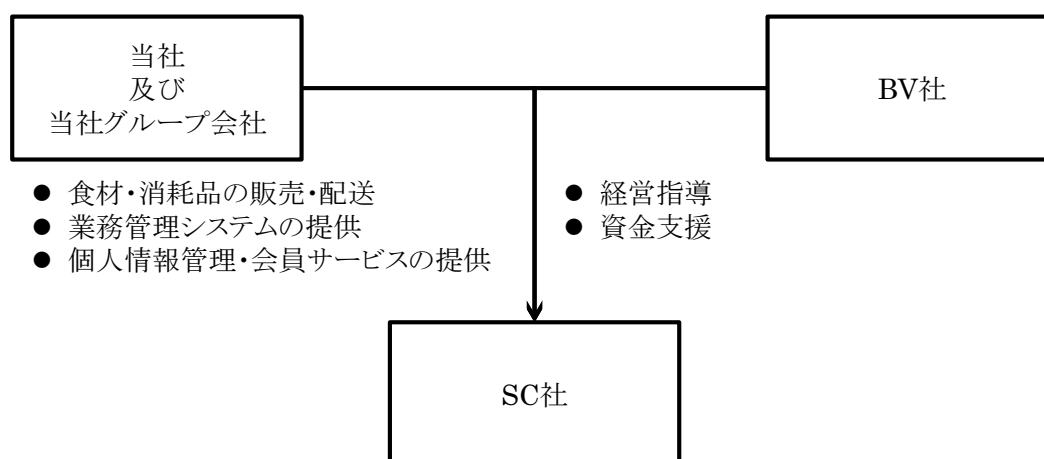 当社
及び
当社グループ会社
BV社
● 食材・消耗品の販売・配送
● 業務管理システムの提供
● 個人情報管理・会員サービスの提供
● 経営指導
● 資金支援
SC社